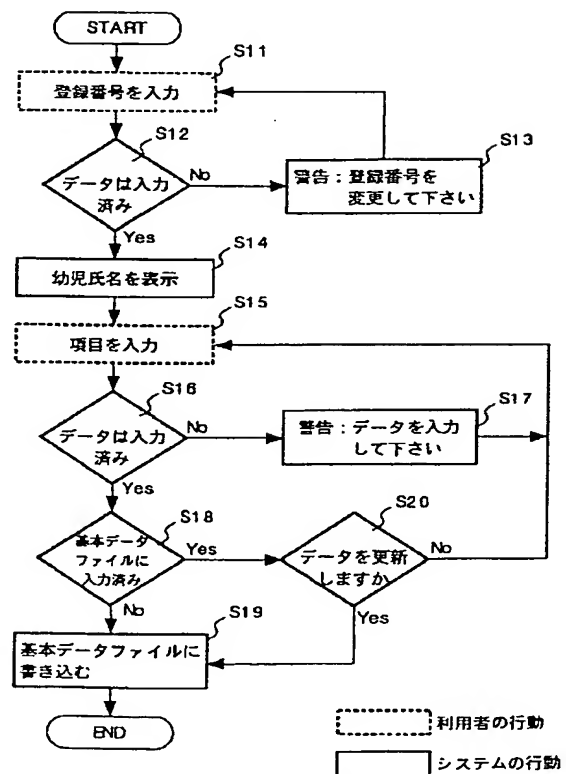 START
S11
登録番号を入力
S12
データは入力
済み
No
Yes
S13
警告：登録番号を
変更して下さい
S14
幼児氏名を表示
S15
項目を入力
S16
データは入力
済み
No
Yes
S17
警告：データを入力
して下さい
S18
基本データ
ファイルに
入力済み
Yes
No
S20
データを更新
しますか
No
Yes
S19
基本データファイルに
書き込む
END
利用者の行動
システムの行動